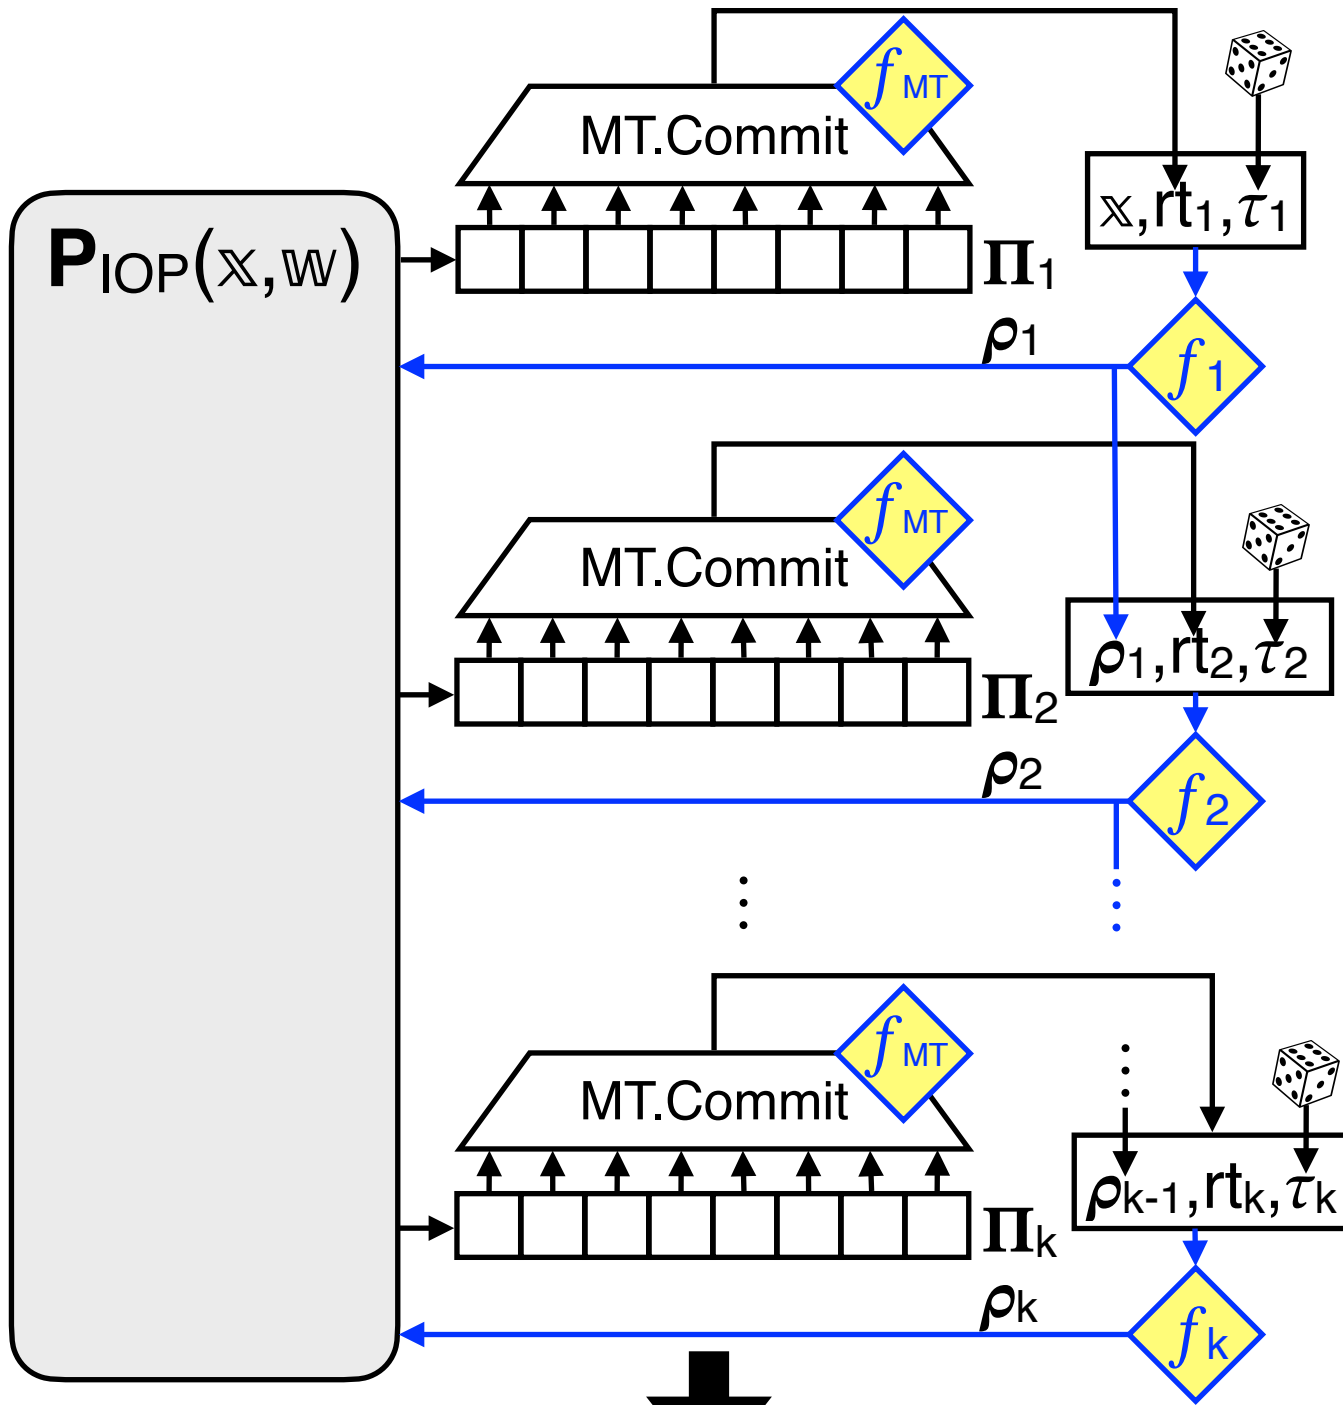 f MT
MT.Commit
𝕩,rt1,τ1
PIOP(𝕩,𝕨)
Π1
ρ1
f1
f MT
MT.Commit
ρ1,rt2,τ2
Π2
ρ2
f2
f MT
MT.Commit
ρk-1,rtk,τk
Πk
ρk
fk